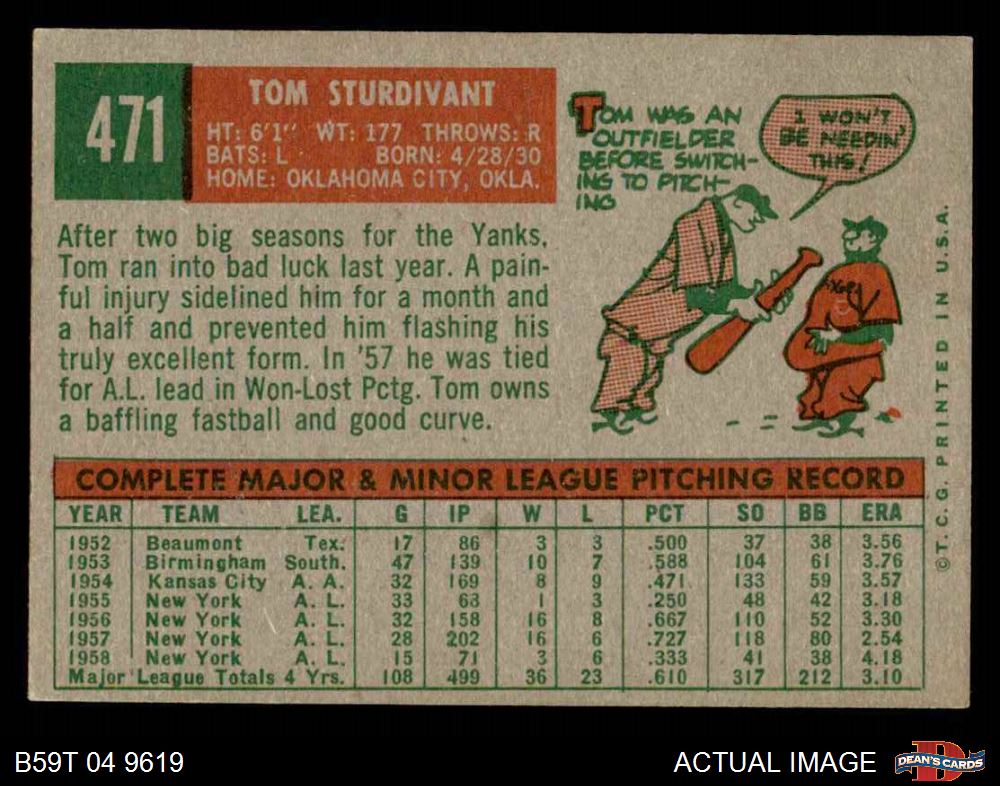 471
TOM STURDIVANT
HT: 6'1" WT: 177 THROWS: R
BATS: L BORN: 4/28/30
HOME: OKLAHOMA CITY, OKLA.
TOM WAS AN
OUTFIELDER
BEFORE SWITCH-
ING TO PITCH-
ING
I WON'T
BE NEEDIN'
THIS!
After two big seasons for the Yanks,
Tom ran into bad luck last year. A pain-
ful injury sidelined him for a month and
a half and prevented him flashing his
truly excellent form. In '57 he was tied
for A.L. lead in Won-Lost Pctg. Tom owns
a baffling fastball and good curve.
COMPLETE MAJOR & MINOR LEAGUE PITCHING RECORD
YEAR TEAM LEA. G IP W L PCT SO BB ERA
1952 Beaumont Tex. 17 86 3 3 .500 37 38 3.56
1953 Birmingham South. 47 139 10 7 .588 104 61 3.76
1954 Kansas City A. A. 32 169 8 9 .471 133 59 3.57
1955 New York A. L. 33 68 1 3 .250 48 42 3.18
1956 New York A. L. 32 158 16 8 .667 110 52 3.30
1957 New York A. L. 28 202 16 6 .727 118 80 2.54
1958 New York A. L. 15 71 3 6 .333 41 38 4.18
Major League Totals 4 Yrs. 108 499 36 23 .610 317 212 3.10
©T. C. G. PRINTED IN U.S.A.
B59T 04 9619
ACTUAL IMAGE
D
DEAN'S CARDS